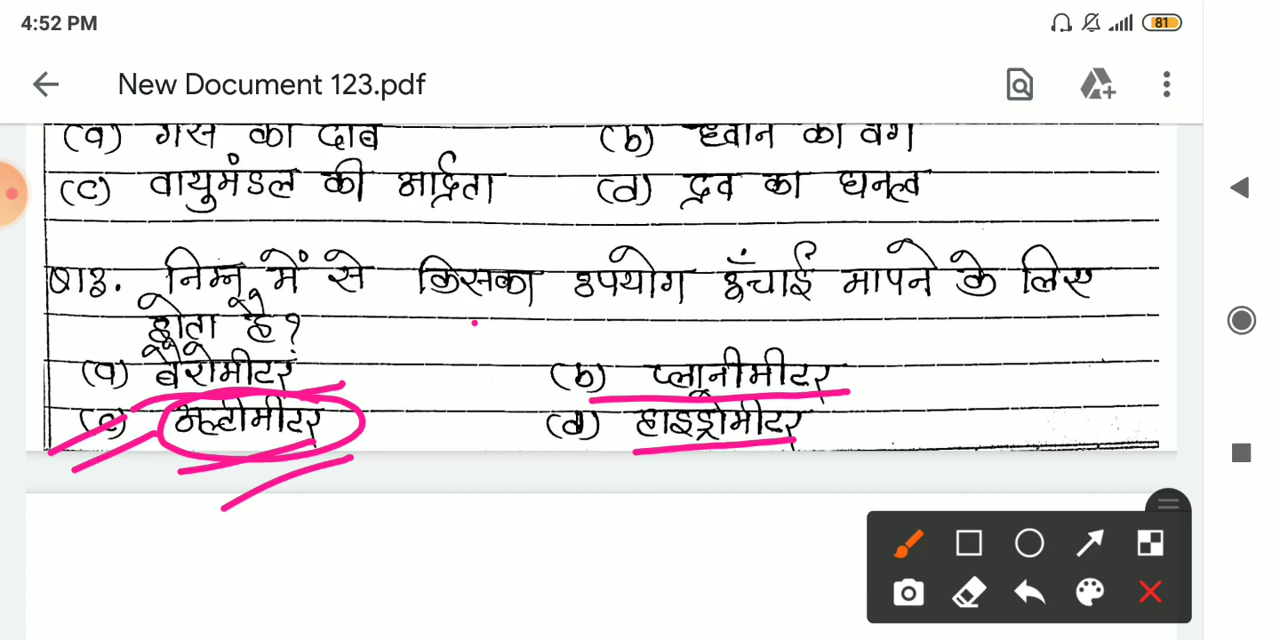 4:52 PM 81
New Document 123.pdf
(a) गैस का दाब (b) ध्वनि का वेग
(c) वायुमंडल की आर्द्रता (d) द्रव का घनत्व
निम्न में से किसका उपयोग ऊँचाई मापने के लिए
होता है?
(a) बैरोमीटर (b) प्लानीमीटर
(c) अल्टीमीटर (d) हाइड्रोमीटर